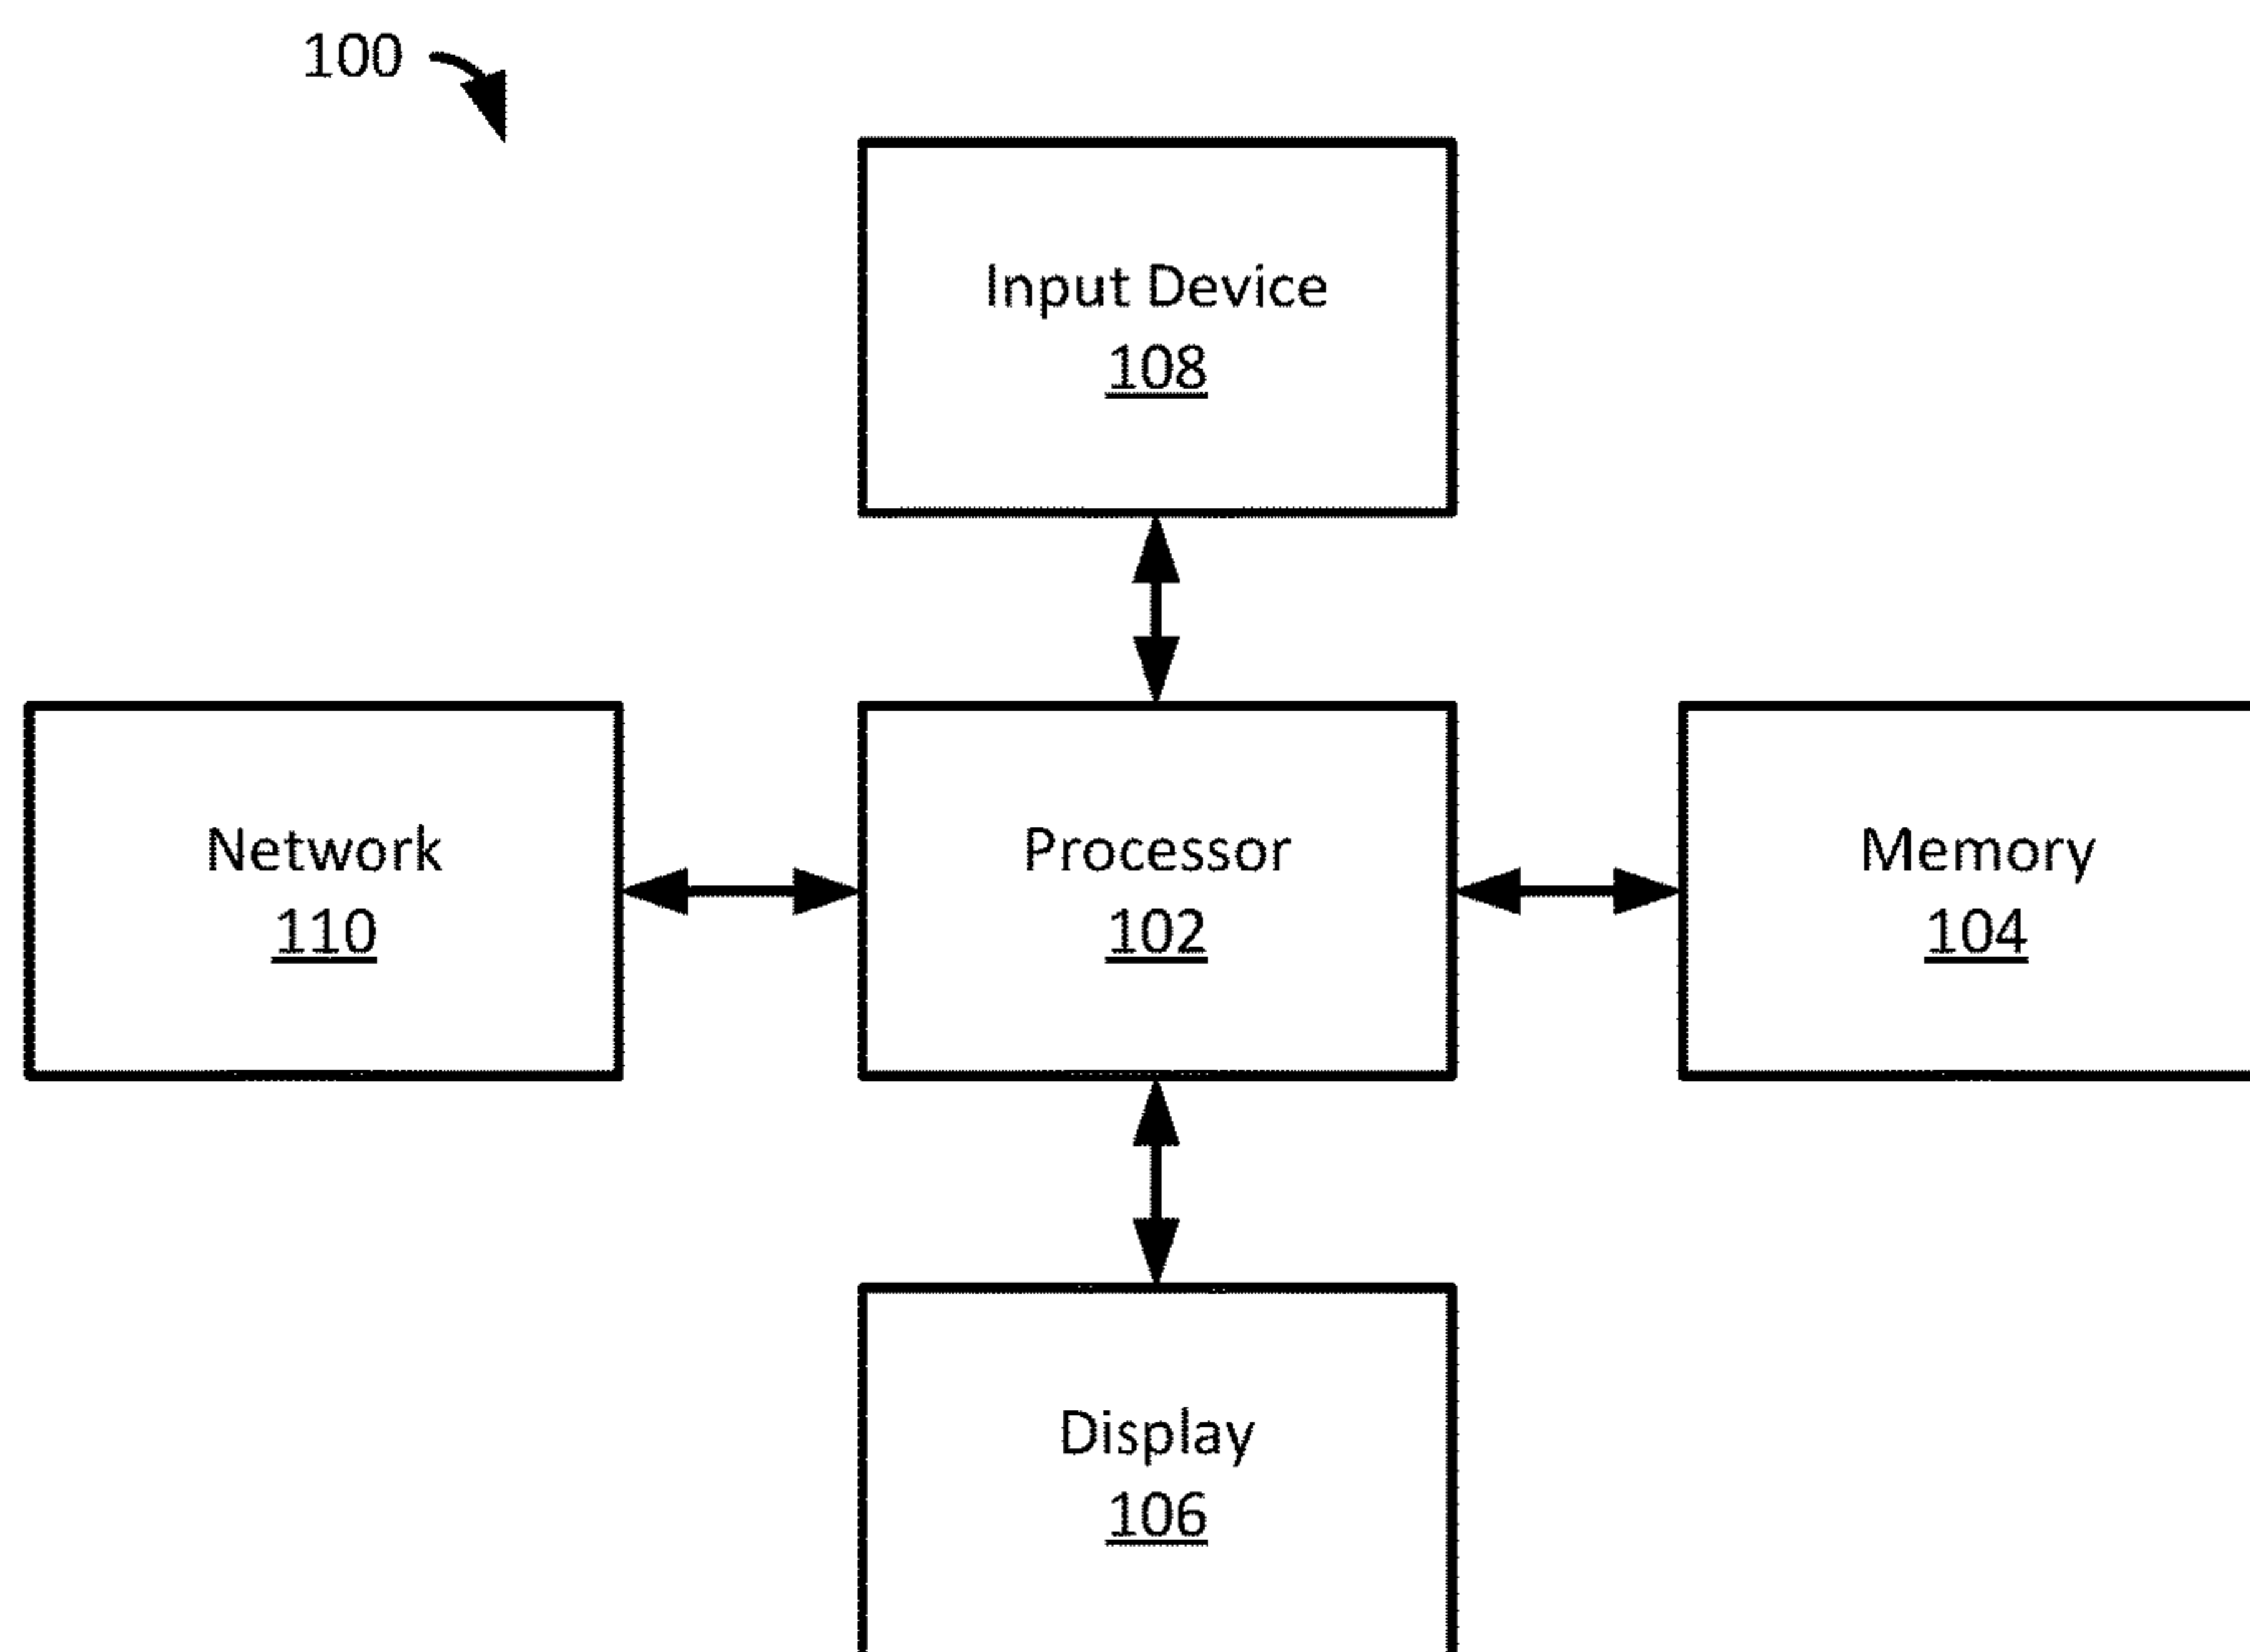 100
Input Device
108
Network
110
Processor
102
Memory
104
Display
106